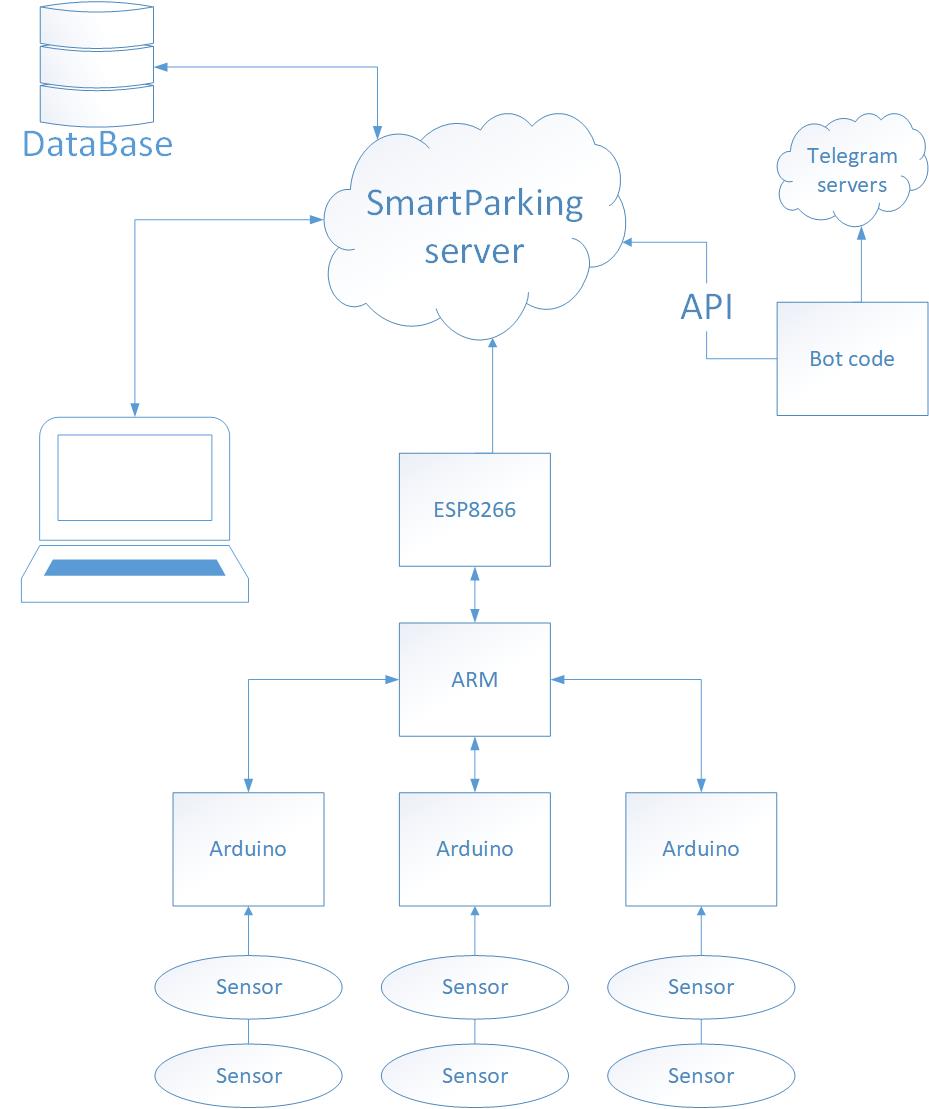 DataBase
SmartParking
server
Telegram
servers
API
Bot code
ESP8266
ARM
Arduino
Arduino
Arduino
Sensor
Sensor
Sensor
Sensor
Sensor
Sensor